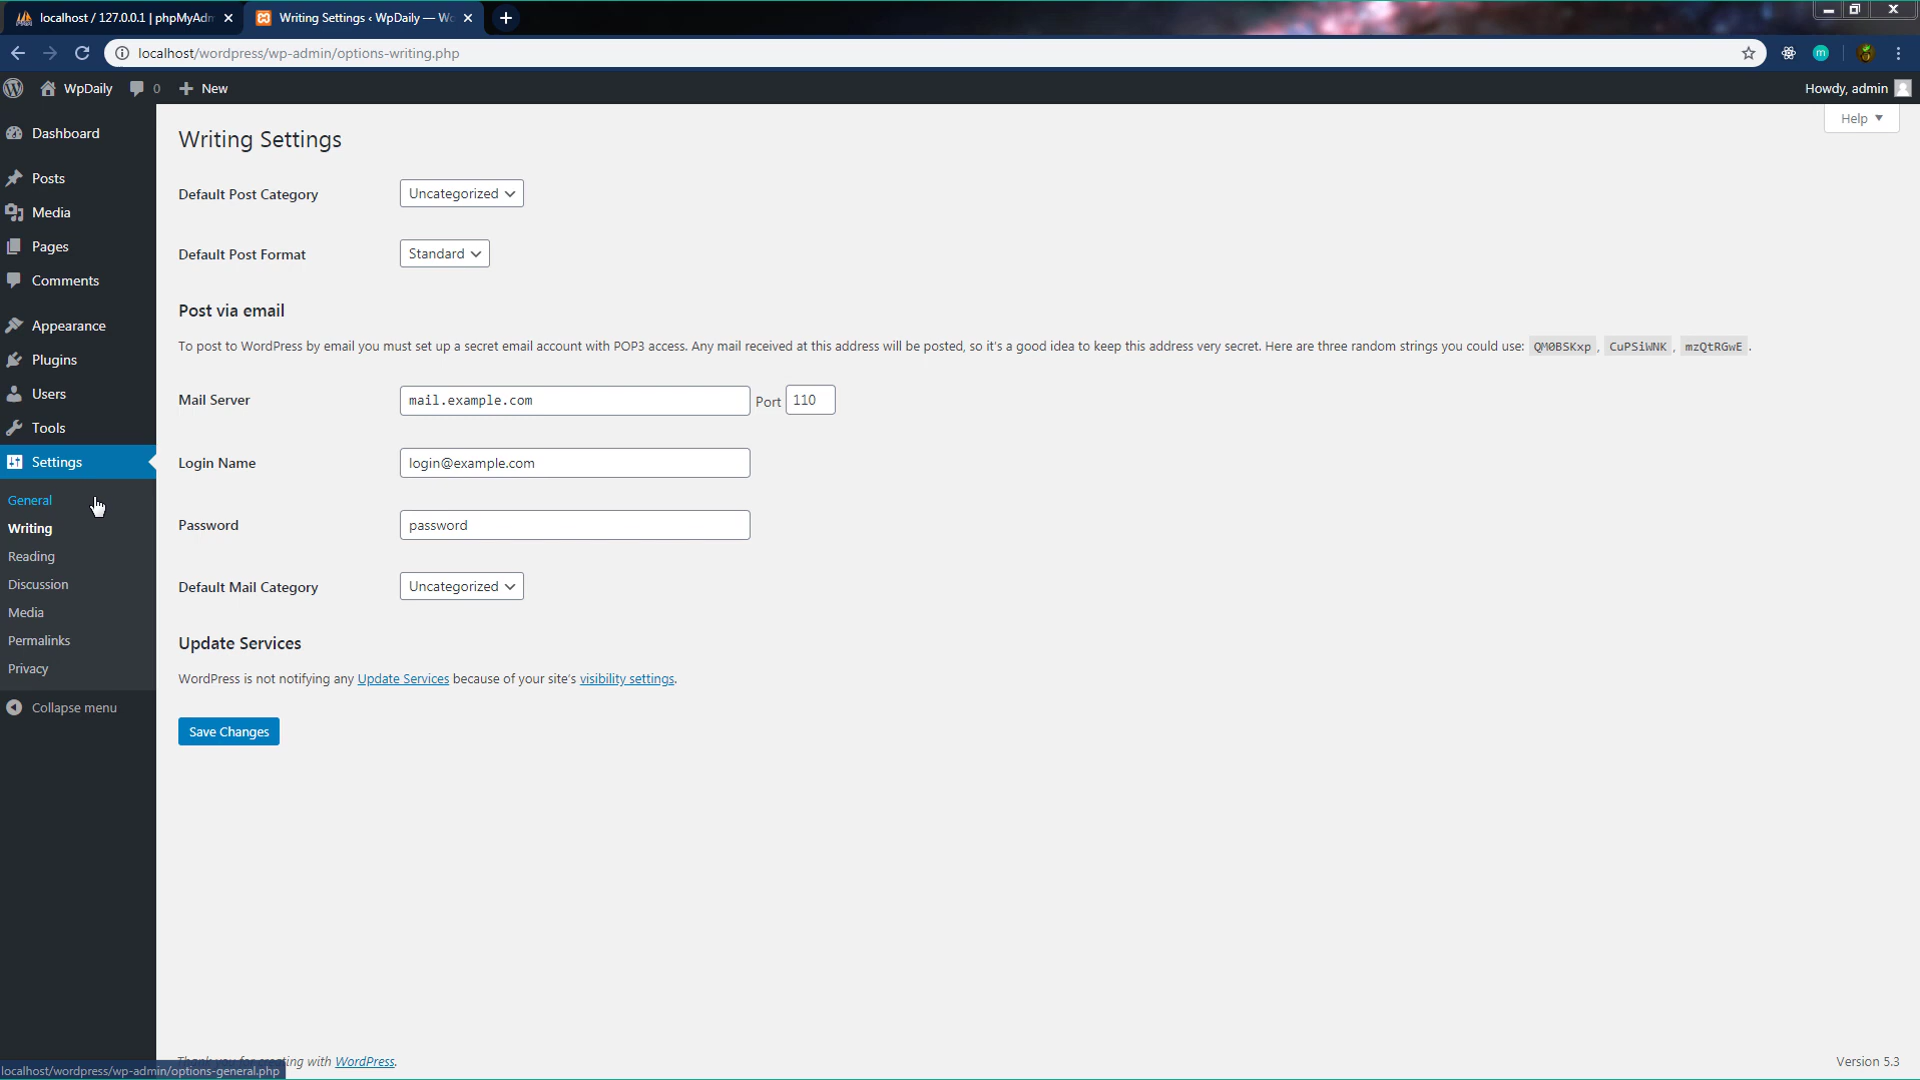 localhost / 127.0.0.1 | phpMyAdm
Writing Settings ‹ WpDaily — Wo
localhost/wordpress/wp-admin/options-writing.php
m
WpDaily
0
New
Howdy, admin
Dashboard
Posts
Media
Pages
Comments
Appearance
Plugins
Users
Tools
Settings
General
Writing
Reading
Discussion
Media
Permalinks
Privacy
Collapse menu
Help
Writing Settings
Default Post Category
Uncategorized
Default Post Format
Standard
Post via email
To post to WordPress by email you must set up a secret email account with POP3 access. Any mail received at this address will be posted, so it's a good idea to keep this address very secret. Here are three random strings you could use: QM0BSKxp, CuPSiWNK, mzQtRGwE.
Mail Server
mail.example.com
Port
110
Login Name
login@example.com
Password
password
Default Mail Category
Uncategorized
Update Services
WordPress is not notifying any Update Services because of your site's visibility settings.
Save Changes
Thank you for creating with WordPress.
Version 5.3
localhost/wordpress/wp-admin/options-general.php